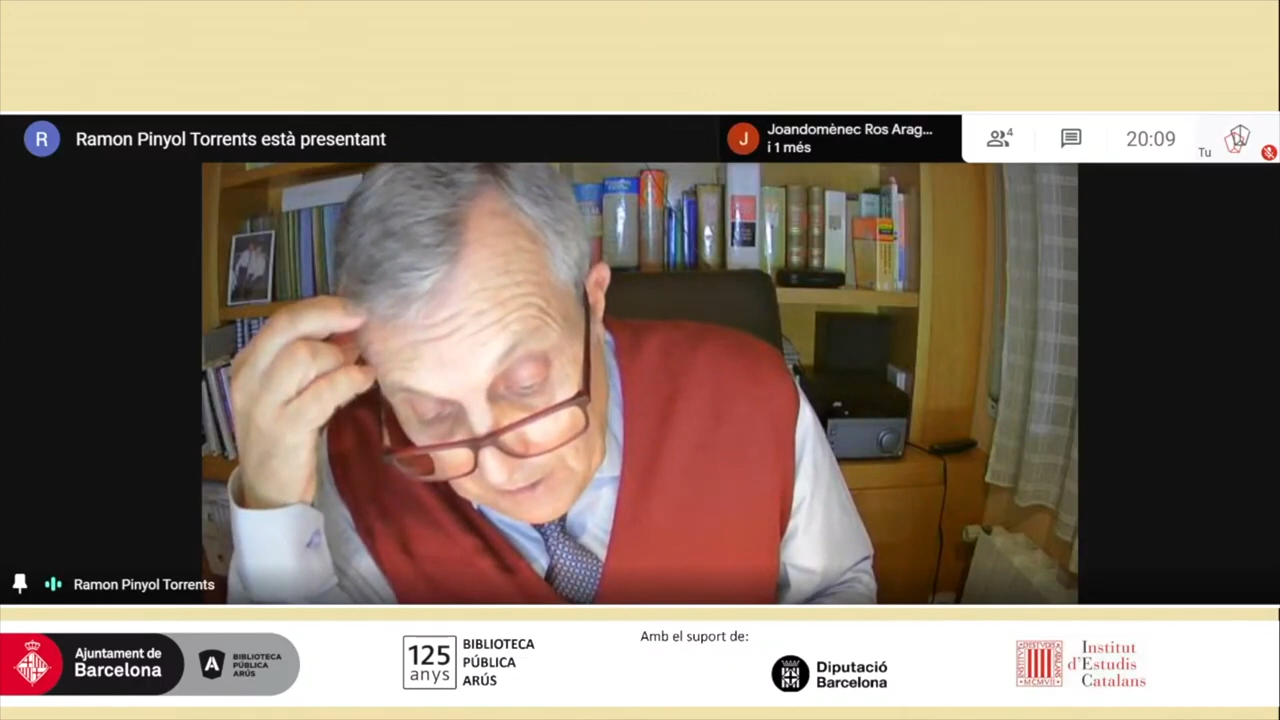 R
Ramon Pinyol Torrents està presentant
J
Joandomènec Ros Arag...
i 1 més
4
20:09
Tu
Ramon Pinyol Torrents
Ajuntament de
Barcelona
A
BIBLIOTECA
PÚBLICA
ARÚS
125
anys
BIBLIOTECA
PÚBLICA
ARÚS
Amb el suport de:
Diputació
Barcelona
Institut
d'Estudis
Catalans